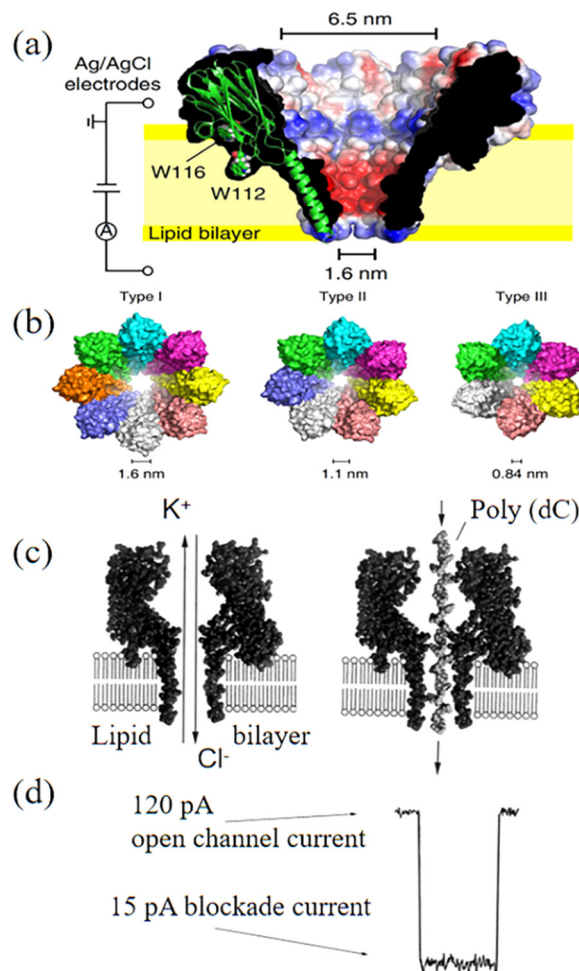 (a)
6.5 nm
Ag/AgCl
electrodes
W116
W112
A
Lipid bilayer
1.6 nm
(b)
Type I
Type II
Type III
1.6 nm
1.1 nm
0.84 nm
(c)
K⁺
Poly (dC)
Lipid
bilayer
Cl⁻
(d)
120 pA
open channel current
15 pA blockade current